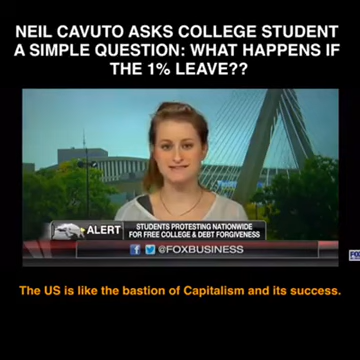 NEIL CAVUTO ASKS COLLEGE STUDENT
A SIMPLE QUESTION: WHAT HAPPENS IF
THE 1% LEAVE??
ALERT
STUDENTS PROTESTING NATIONWIDE
FOR FREE COLLEGE & DEBT FORGIVENESS
@FOXBUSINESS
FOX
The US is like the bastion of Capitalism and its success.